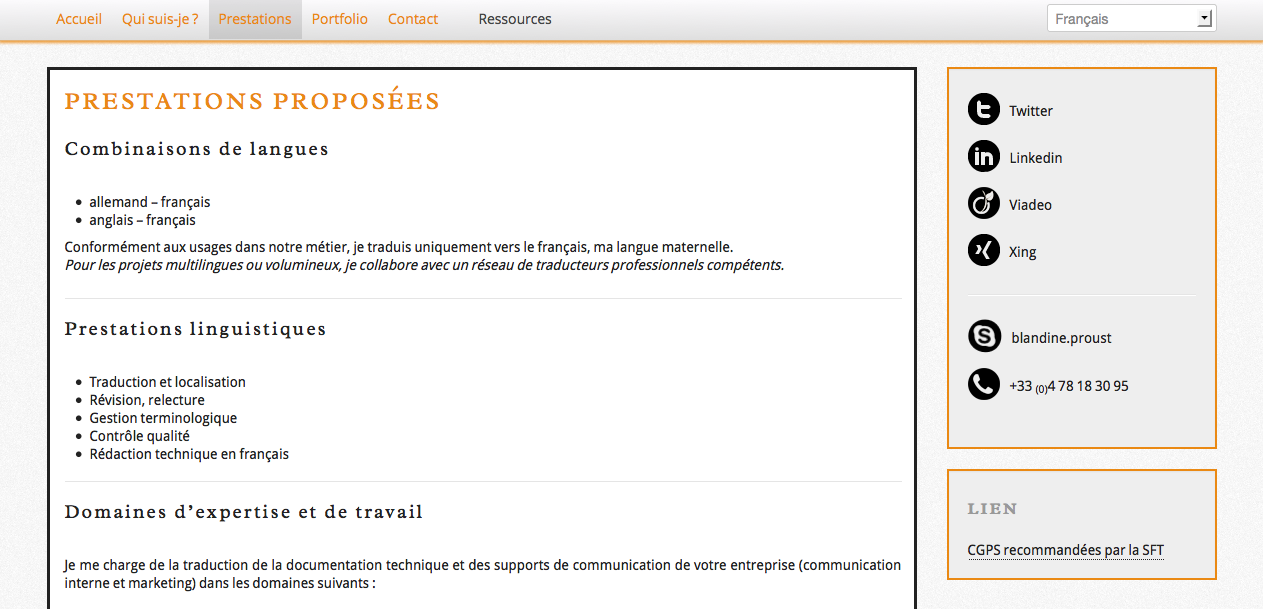 Accueil Qui suis-je ? Prestations Portfolio Contact Ressources Français
PRESTATIONS PROPOSÉES
Combinaisons de langues
allemand – français
anglais – français
Conformément aux usages dans notre métier, je traduis uniquement vers le français, ma langue maternelle.
Pour les projets multilingues ou volumineux, je collabore avec un réseau de traducteurs professionnels compétents.
Prestations linguistiques
Traduction et localisation
Révision, relecture
Gestion terminologique
Contrôle qualité
Rédaction technique en français
Domaines d’expertise et de travail
Je me charge de la traduction de la documentation technique et des supports de communication de votre entreprise (communication
interne et marketing) dans les domaines suivants :
Twitter
Linkedin
Viadeo
Xing
blandine.proust
+33 (0)4 78 18 30 95
LIEN
CGPS recommandées par la SFT